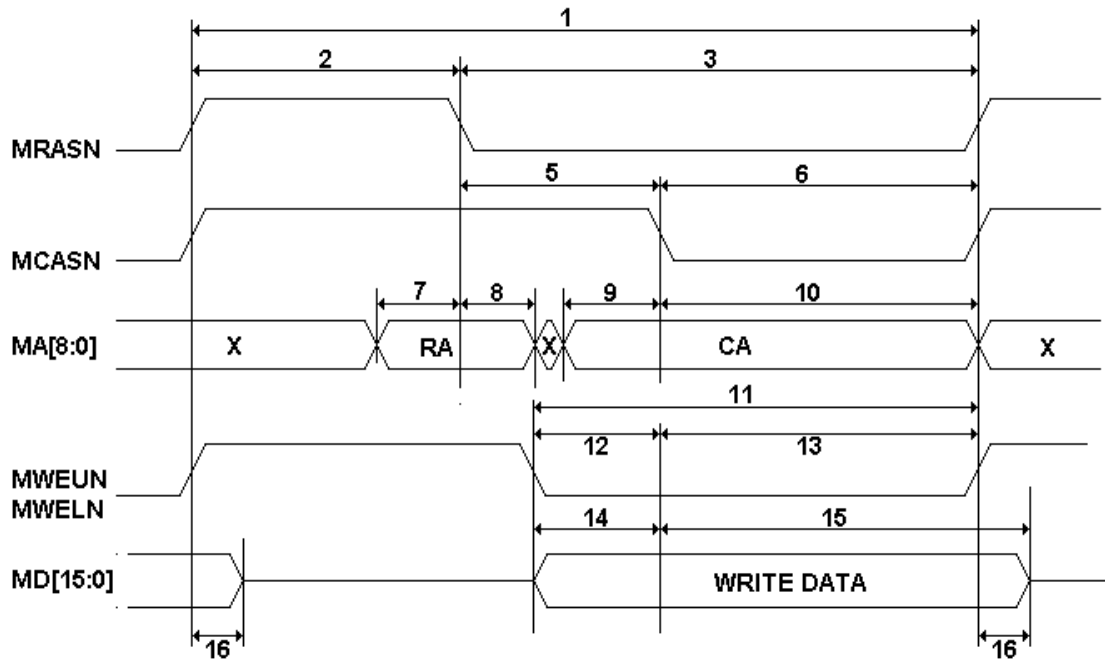 1
2 3
MRASN
5 6
MCASN
7 8 9 10
MA[8:0] X RA X CA X
11
12 13
MWEUN
MWELN
14 15
MD[15:0] WRITE DATA
16 16